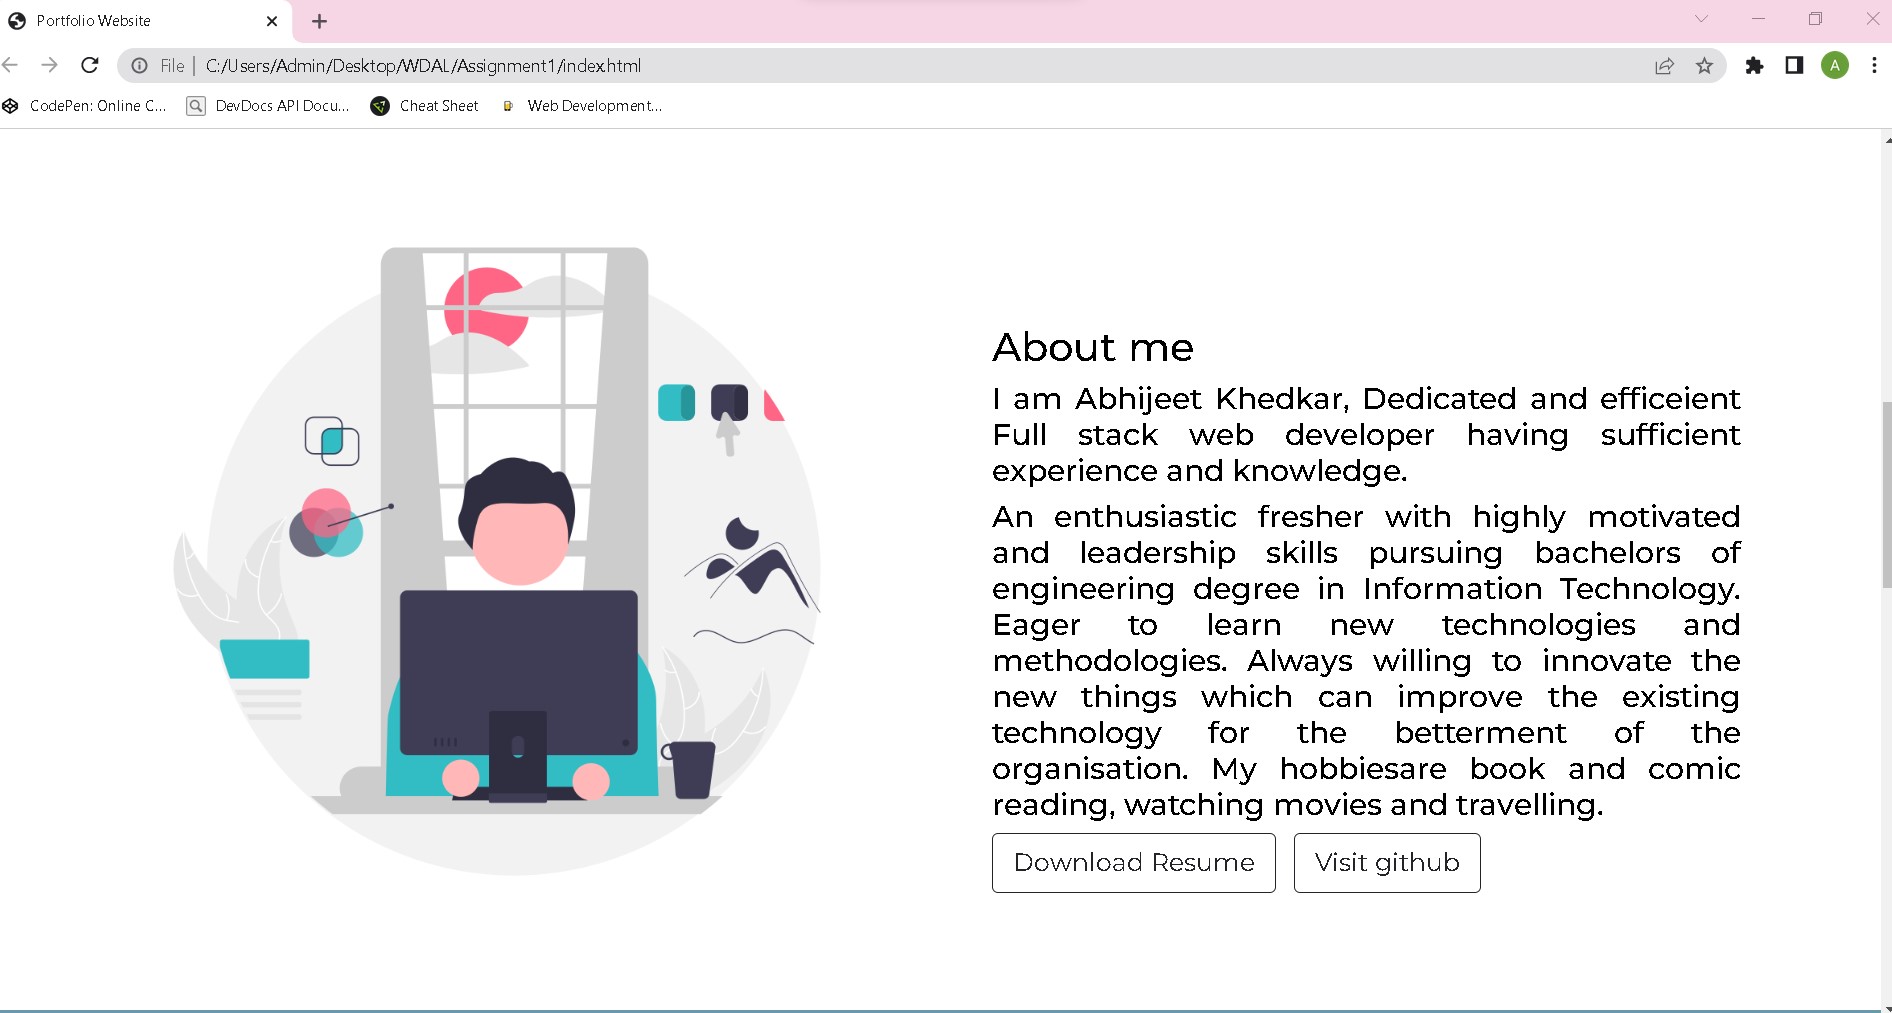 Portfolio Website
File | C:/Users/Admin/Desktop/WDAL/Assignment1/index.html
A
CodePen: Online C...
DevDocs API Docu...
Cheat Sheet
Web Development...
About me
I am Abhijeet Khedkar, Dedicated and efficeient
Full stack web developer having sufficient
experience and knowledge.
An enthusiastic fresher with highly motivated
and leadership skills pursuing bachelors of
engineering degree in Information Technology.
Eager to learn new technologies and
methodologies. Always willing to innovate the
new things which can improve the existing
technology for the betterment of the
organisation. My hobbiesare book and comic
reading, watching movies and travelling.
Download Resume
Visit github